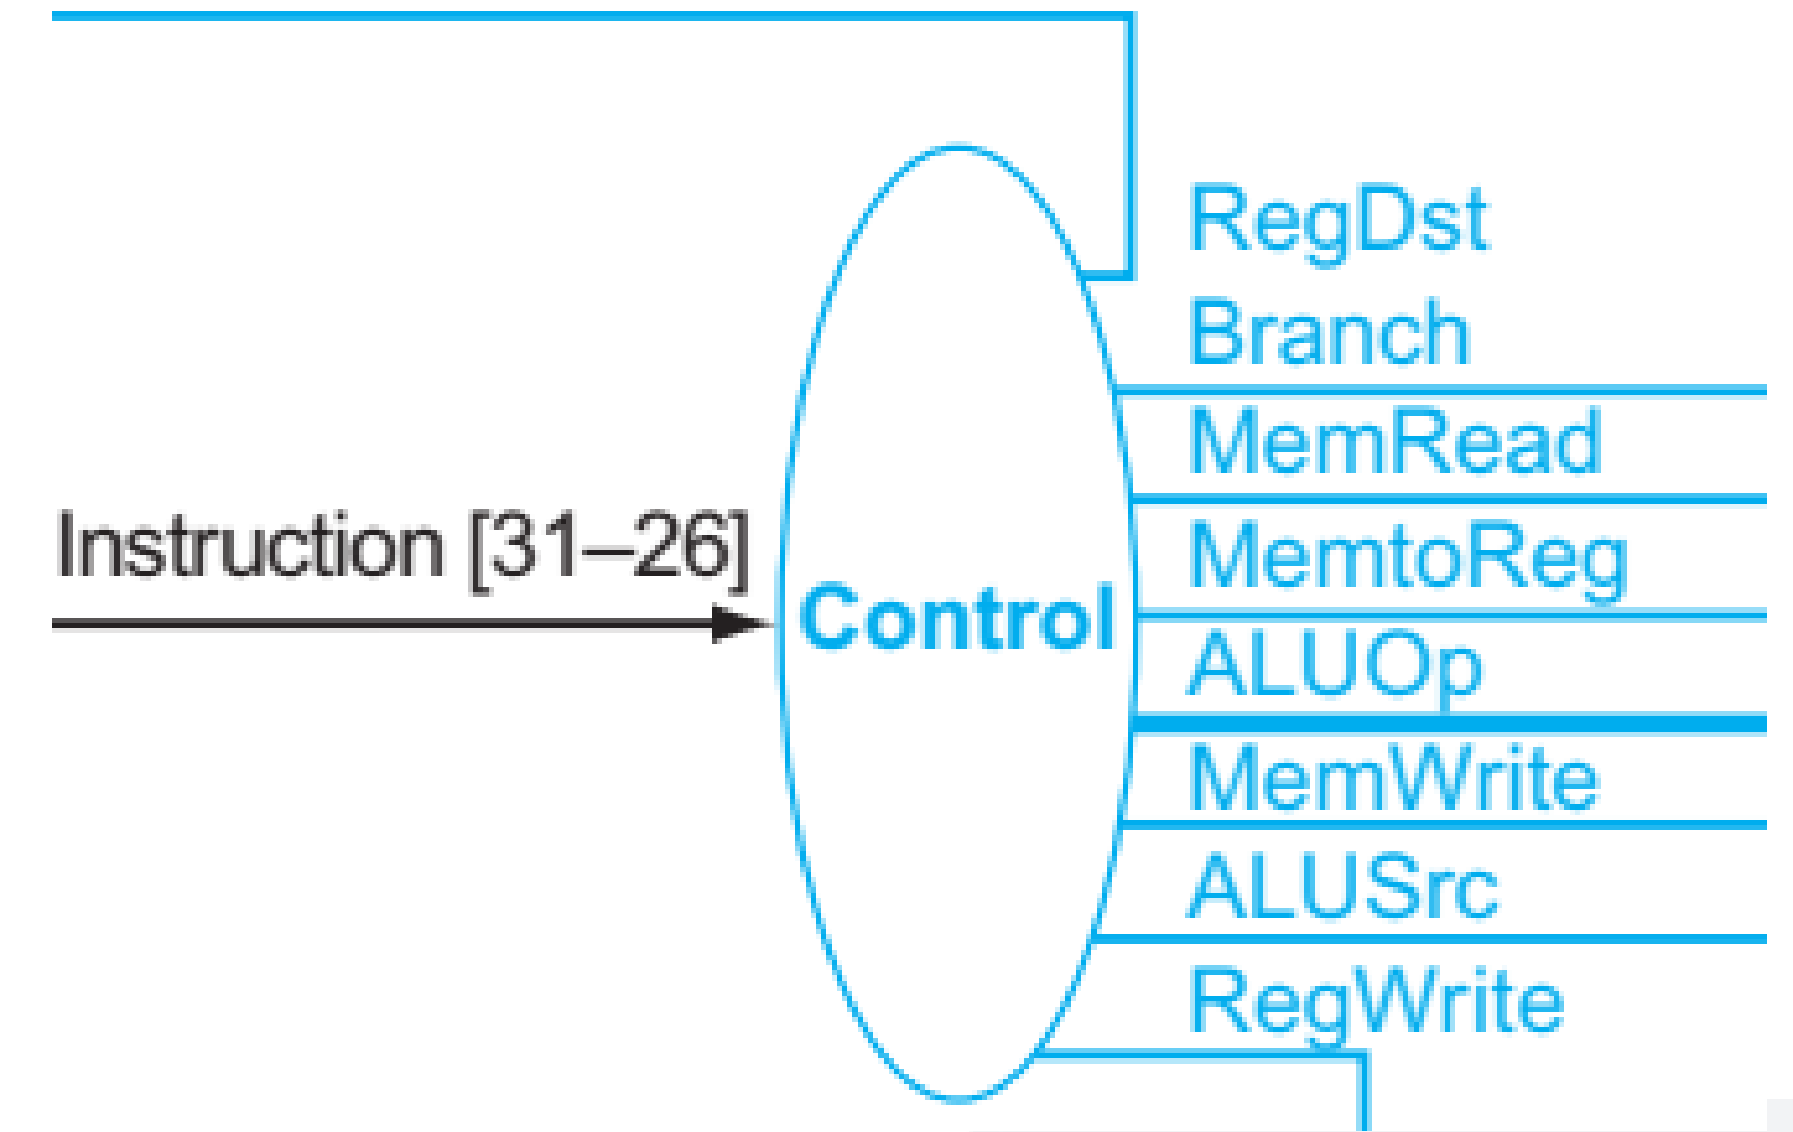 RegDst
Branch
MemRead
Instruction [31–26]
MemtoReg
Control
ALUOp
MemWrite
ALUSrc
RegWrite